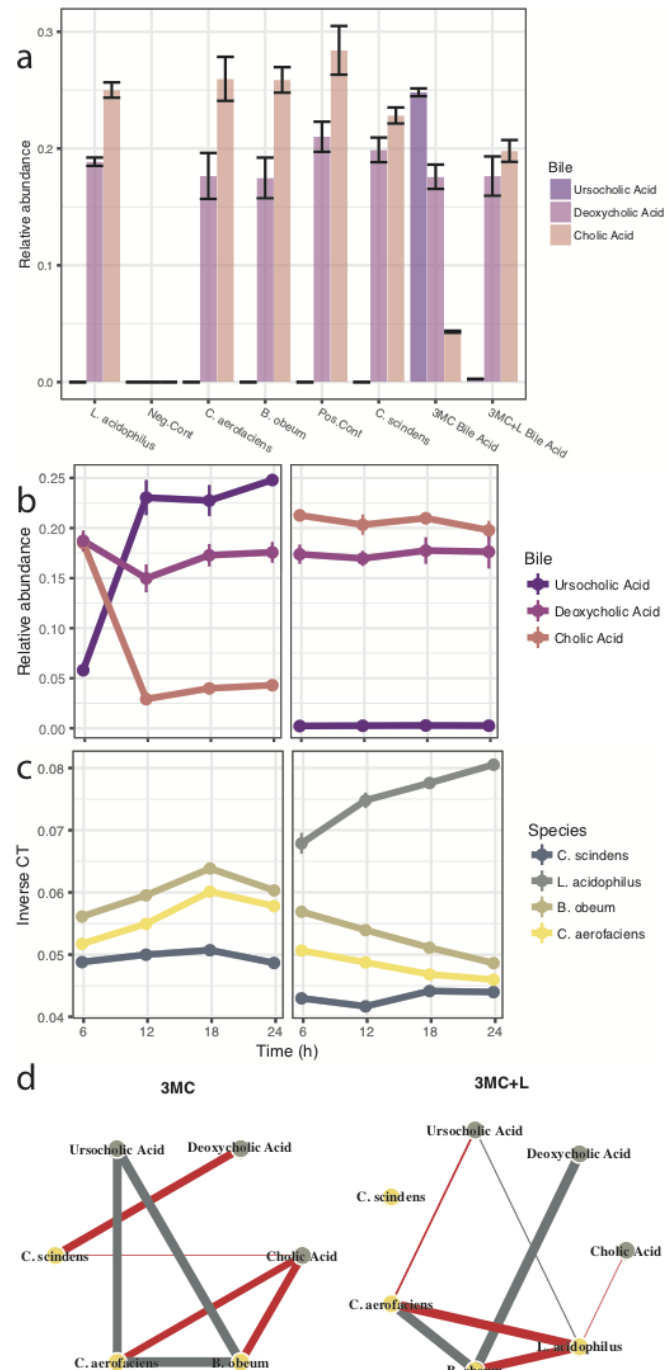 a
0.3
0.2
0.1
0.0
Relative abundance
L. acidophilus
Neg.Cont
C. aerofaciens
B. obeum
Pos.Cont
C. scindens
3MC Bile Acid
3MC+L Bile Acid
Bile
Ursocholic Acid
Deoxycholic Acid
Cholic Acid
b
0.25
0.20
0.15
0.10
0.05
0.00
Relative abundance
Bile
Ursocholic Acid
Deoxycholic Acid
Cholic Acid
c
0.08
0.07
0.06
0.05
0.04
Inverse CT
6 12 18 24 6 12 18 24
Time (h)
Species
C. scindens
L. acidophilus
B. obeum
C. aerofaciens
d
3MC
Ursocholic Acid
Deoxycholic Acid
C. scindens
Cholic Acid
C. aerofaciens
B. obeum
3MC+L
Ursocholic Acid
Deoxycholic Acid
C. scindens
Cholic Acid
C. aerofaciens
L. acidophilus
B. obeum